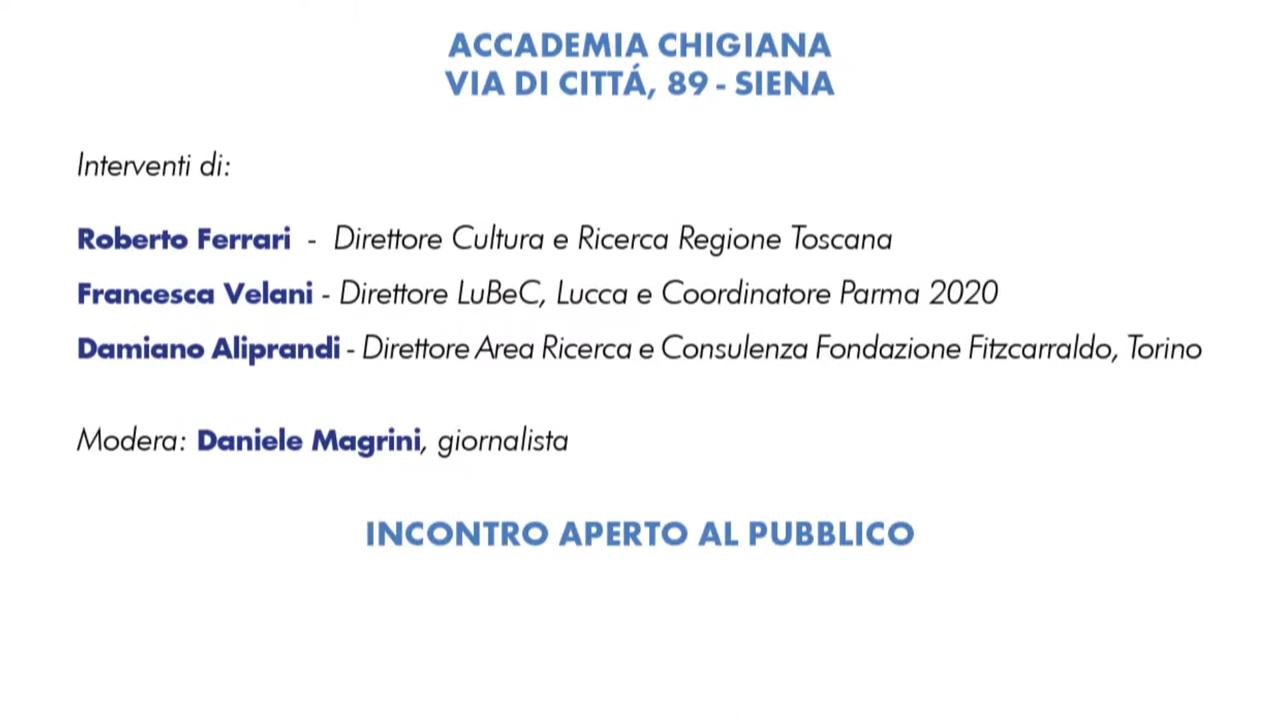 ACCADEMIA CHIGIANA
VIA DI CITTÁ, 89 - SIENA
Interventi di:
Roberto Ferrari - Direttore Cultura e Ricerca Regione Toscana
Francesca Velani - Direttore LuBeC, Lucca e Coordinatore Parma 2020
Damiano Aliprandi - Direttore Area Ricerca e Consulenza Fondazione Fitzcarraldo, Torino
Modera: Daniele Magrini, giornalista
INCONTRO APERTO AL PUBBLICO